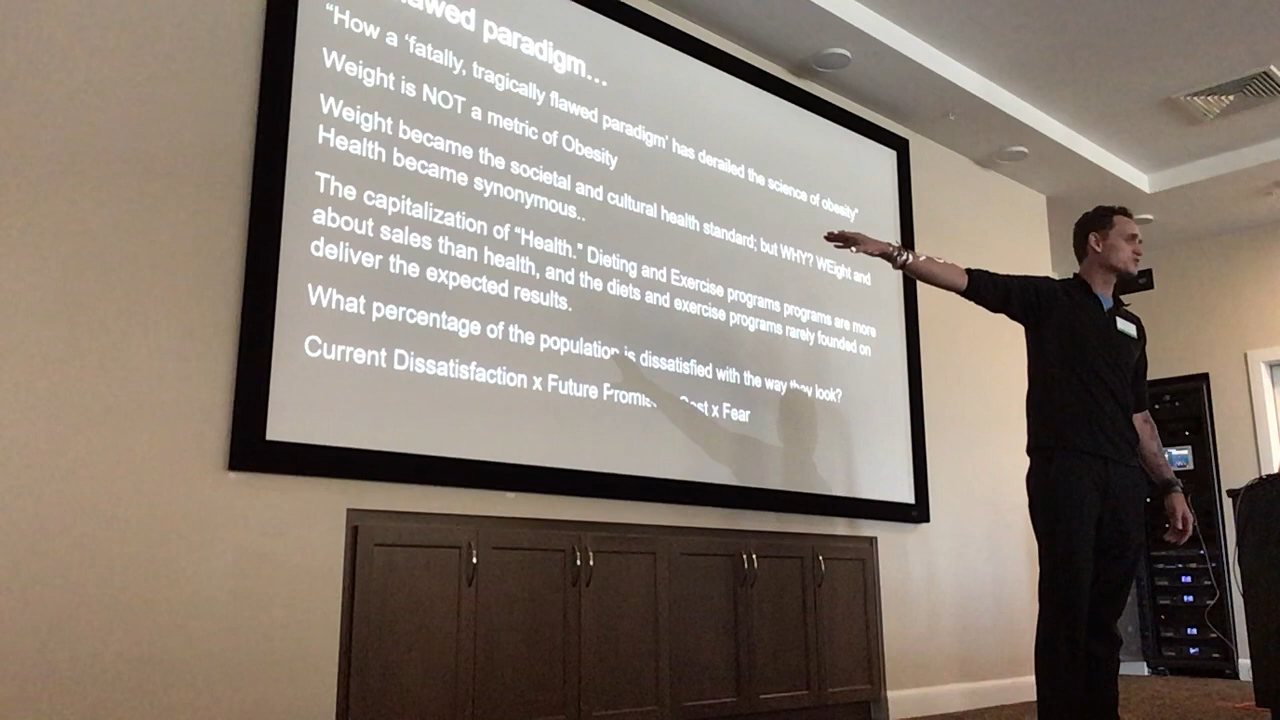 flawed paradigm...
“How a ‘fatally, tragically flawed paradigm’ has derailed the science of obesity”
Weight is NOT a metric of Obesity
Weight became the societal and cultural health standard; but WHY? WEight and
Health became synonymous..
The capitalization of “Health.” Dieting and Exercise programs programs are more
about sales than health, and the diets and exercise programs rarely founded on
deliver the expected results.
What percentage of the population is dissatisfied with the way they look?
Current Dissatisfaction x Future Promise x Fear